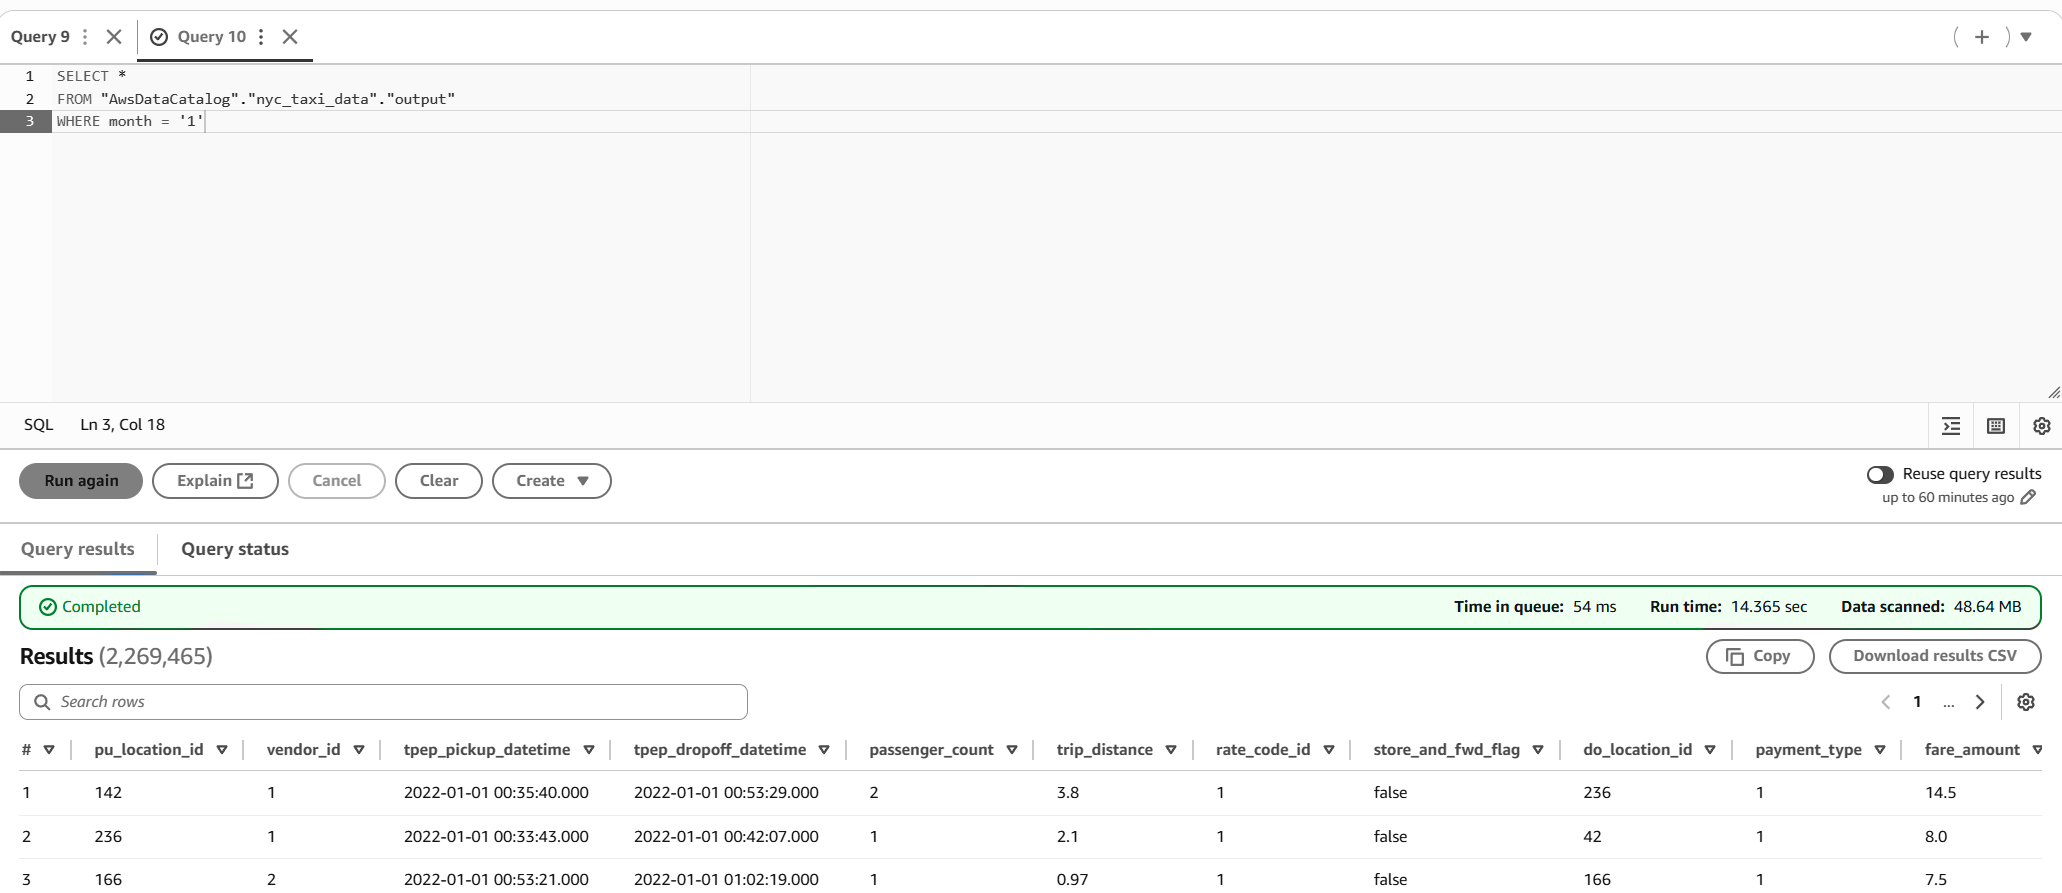 Query 9 Query 10
( + )
1 SELECT *
2 FROM "AwsDataCatalog"."nyc_taxi_data"."output"
3 WHERE month = '1'
SQL Ln 3, Col 18
Run again Explain Cancel Clear Create Reuse query results
up to 60 minutes ago
Query results Query status
Completed Time in queue: 54 ms Run time: 14.365 sec Data scanned: 48.64 MB
Results (2,269,465) Copy Download results CSV
Search rows 1 ...
# pu_location_id vendor_id tpep_pickup_datetime tpep_dropoff_datetime passenger_count trip_distance rate_code_id store_and_fwd_flag do_location_id payment_type fare_amount
1 142 1 2022-01-01 00:35:40.000 2022-01-01 00:53:29.000 2 3.8 1 false 236 1 14.5
2 236 1 2022-01-01 00:33:43.000 2022-01-01 00:42:07.000 1 2.1 1 false 42 1 8.0
3 166 2 2022-01-01 00:53:21.000 2022-01-01 01:02:19.000 1 0.97 1 false 166 1 7.5